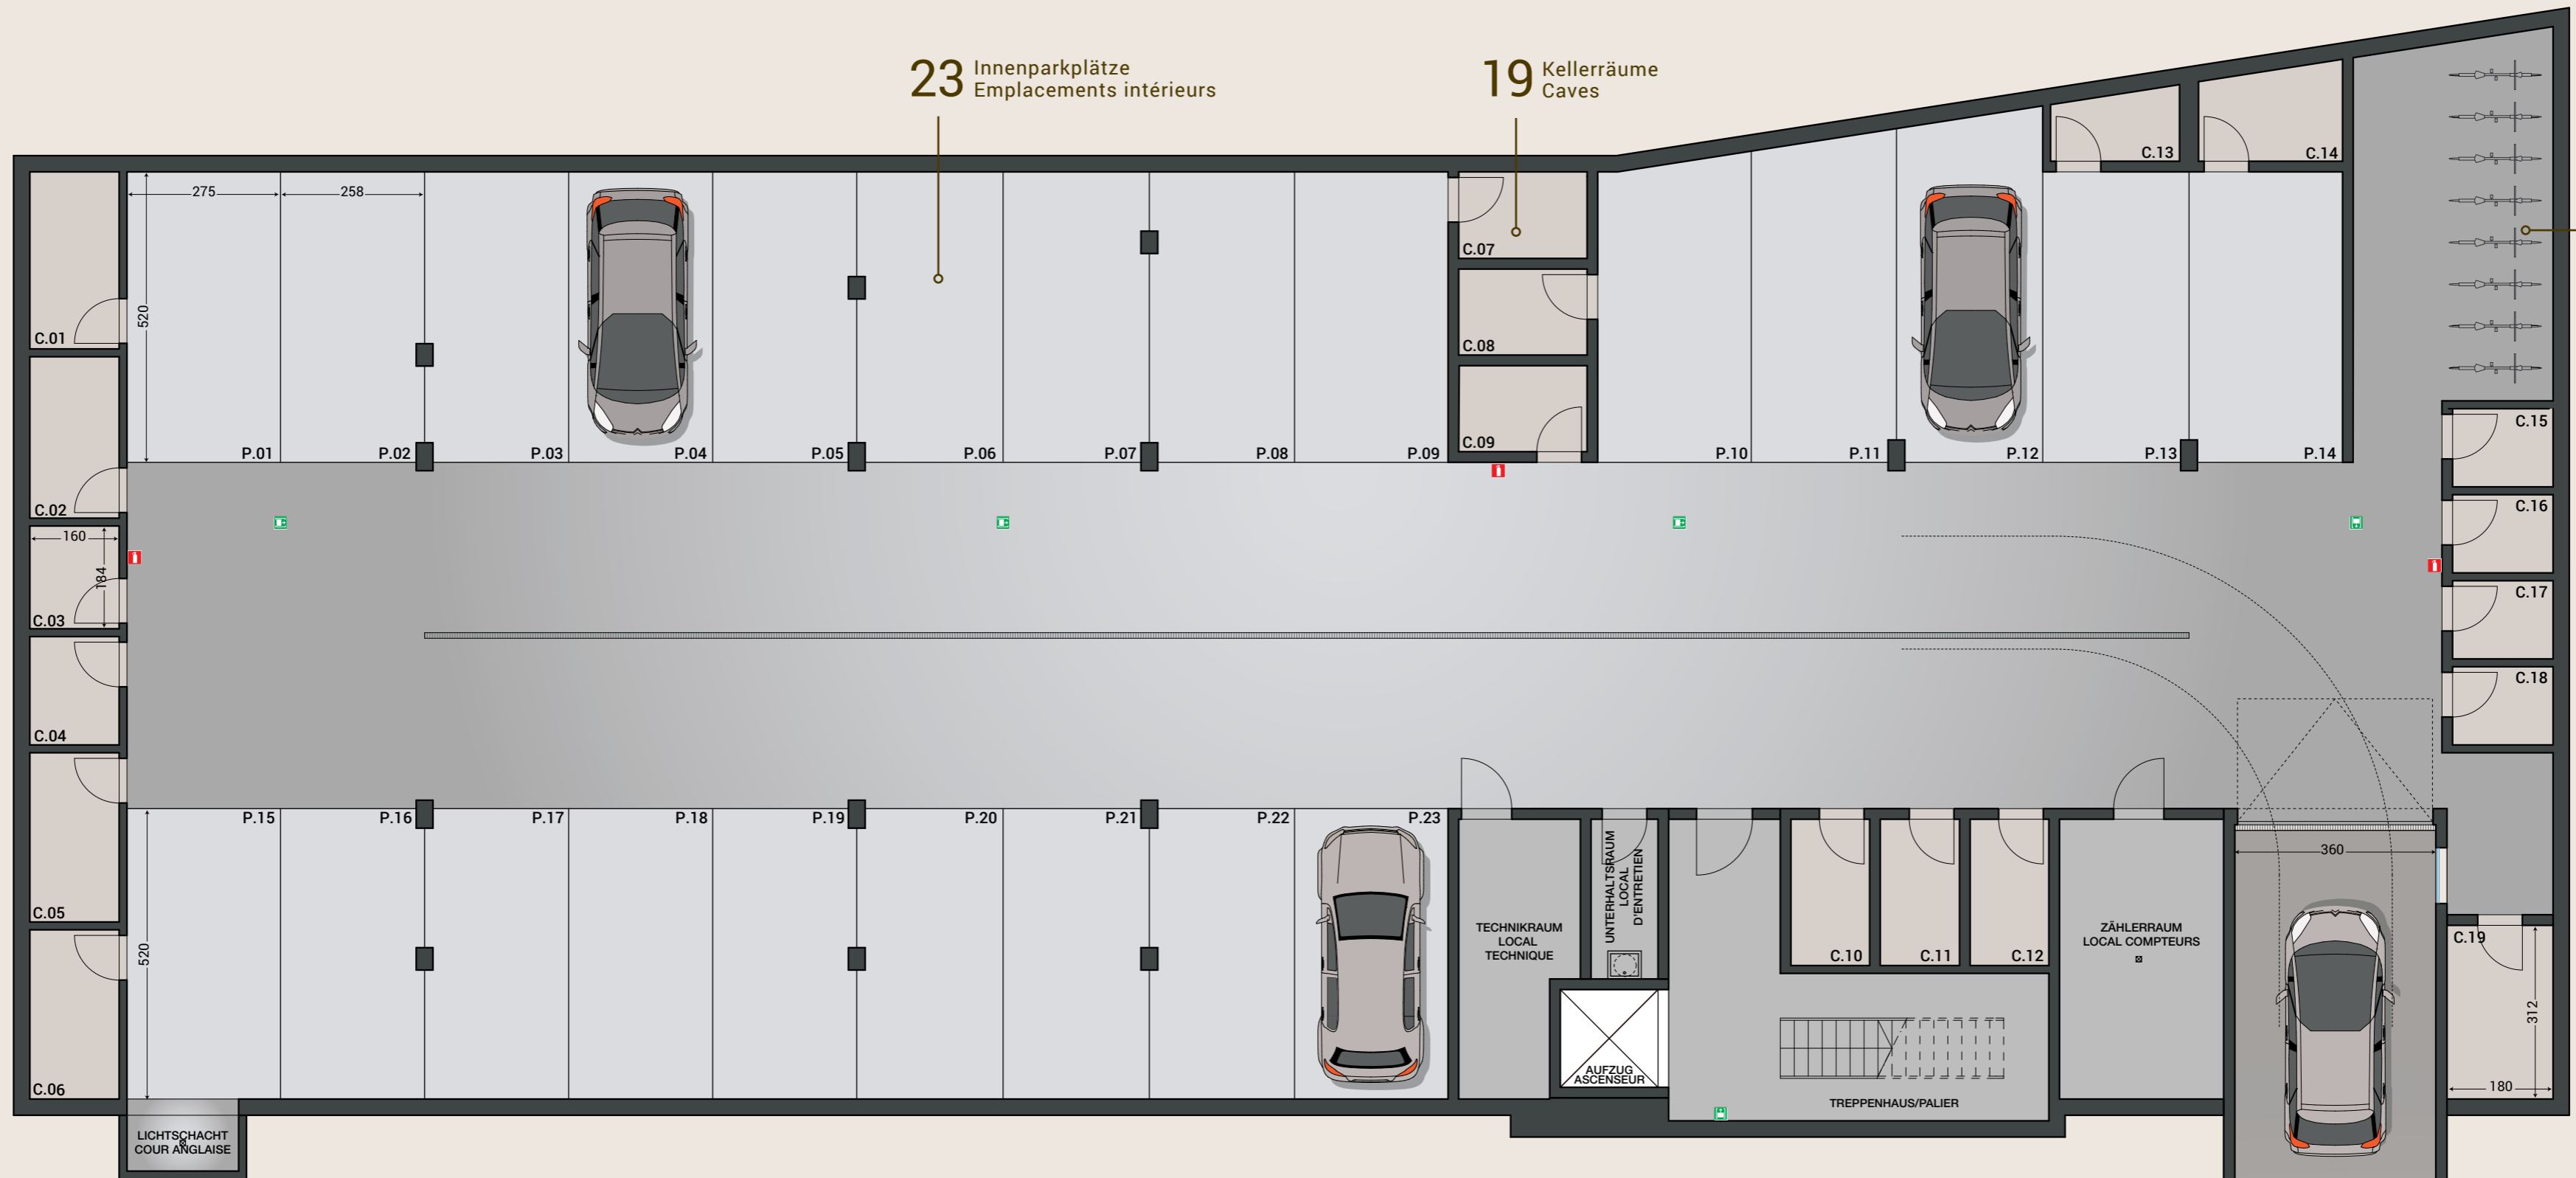 23
Innenparkplätze
Emplacements intérieurs
19
Kellerräume
Caves
C.01
C.02
C.03
C.04
C.05
C.06
275
258
520
160
184
520
P.01
P.02
P.03
P.04
P.05
P.06
P.07
P.08
P.09
C.07
C.08
C.09
P.10
P.11
P.12
P.13
P.14
C.13
C.14
C.15
C.16
C.17
C.18
P.15
P.16
P.17
P.18
P.19
P.20
P.21
P.22
P.23
TECHNIKRAUM
LOCAL
TECHNIQUE
UNTERHALTSRAUM
LOCAL
D'ENTRETIEN
AUFZUG
ASCENSEUR
C.10
C.11
C.12
TREPPENHAUS/PALIER
ZÄHLERRAUM
LOCAL COMPTEURS
360
C.19
312
180
LICHTSCHACHT
COUR ANGLAISE